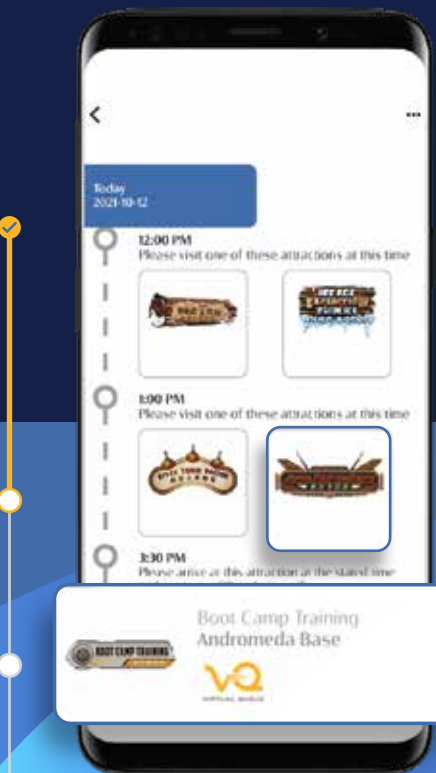 Today
2021-10-12
12:00 PM
Please visit one of these attractions at this time
1:00 PM
Please visit one of these attractions at this time
3:30 PM
Please arrive at this attraction at the stated time
Boot Camp Training
Andromeda Base
BOOT CAMP TRAINING
VQ
VIRTUAL QUEUE